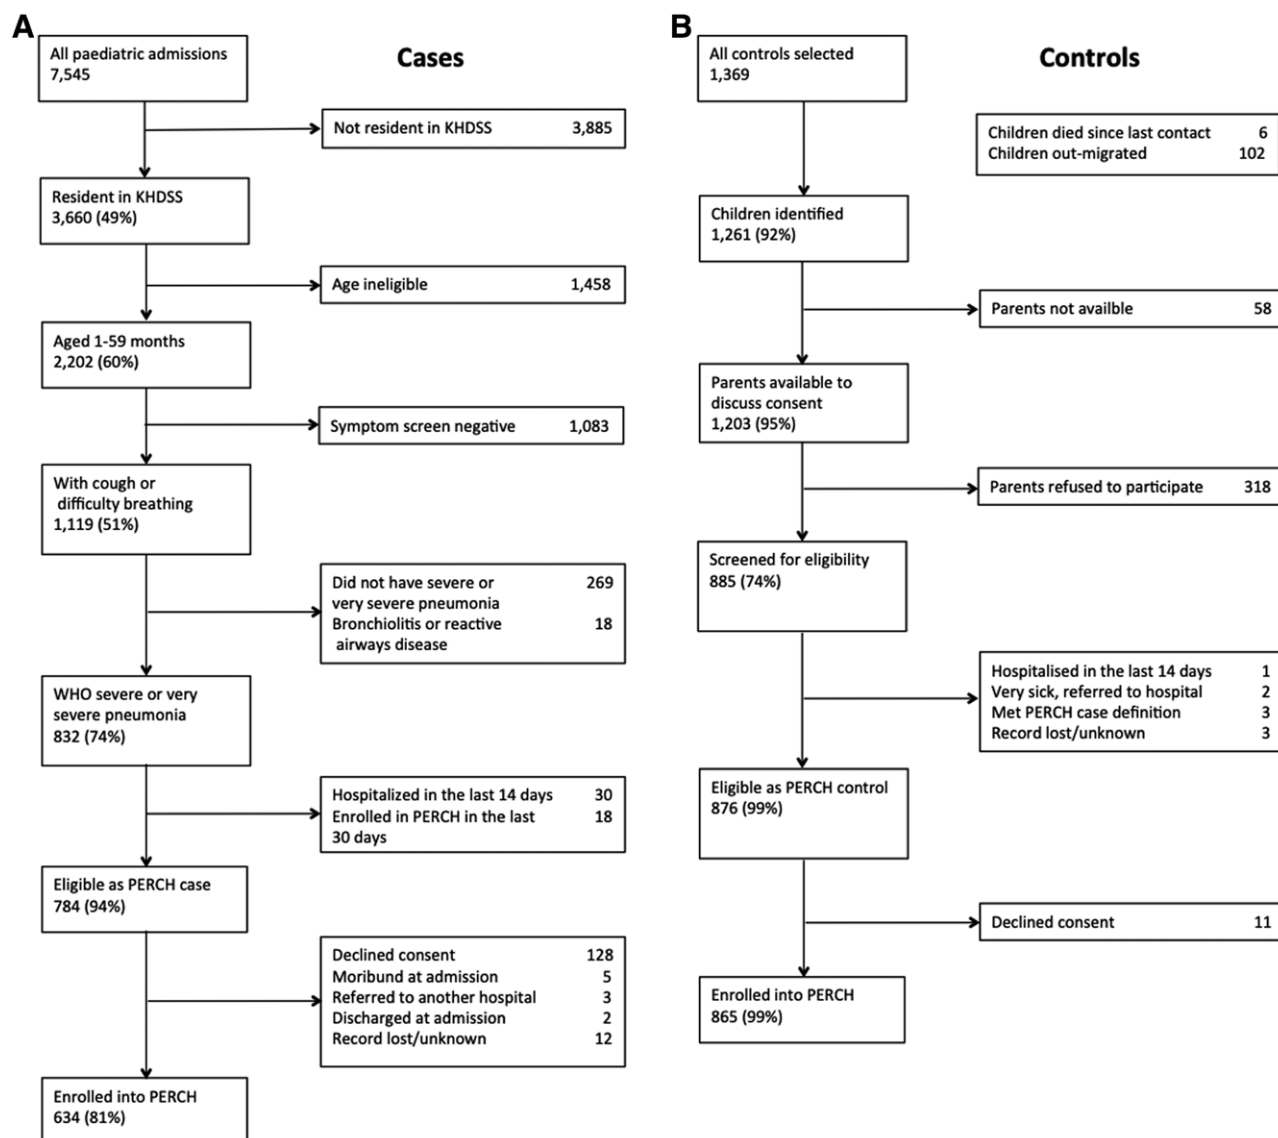 A
Cases
All paediatric admissions
7,545
Not resident in KHDSS 3,885
Resident in KHDSS
3,660 (49%)
Age ineligible 1,458
Aged 1-59 months
2,202 (60%)
Symptom screen negative 1,083
With cough or
difficulty breathing
1,119 (51%)
Did not have severe or 269
very severe pneumonia
Bronchiolitis or reactive 18
airways disease
WHO severe or very
severe pneumonia
832 (74%)
Hospitalized in the last 14 days 30
Enrolled in PERCH in the last 18
30 days
Eligible as PERCH case
784 (94%)
Declined consent 128
Moribund at admission 5
Referred to another hospital 3
Discharged at admission 2
Record lost/unknown 12
Enrolled into PERCH
634 (81%)
B
Controls
All controls selected
1,369
Children died since last contact 6
Children out-migrated 102
Children identified
1,261 (92%)
Parents not availble 58
Parents available to
discuss consent
1,203 (95%)
Parents refused to participate 318
Screened for eligibility
885 (74%)
Hospitalised in the last 14 days 1
Very sick, referred to hospital 2
Met PERCH case definition 3
Record lost/unknown 3
Eligible as PERCH control
876 (99%)
Declined consent 11
Enrolled into PERCH
865 (99%)